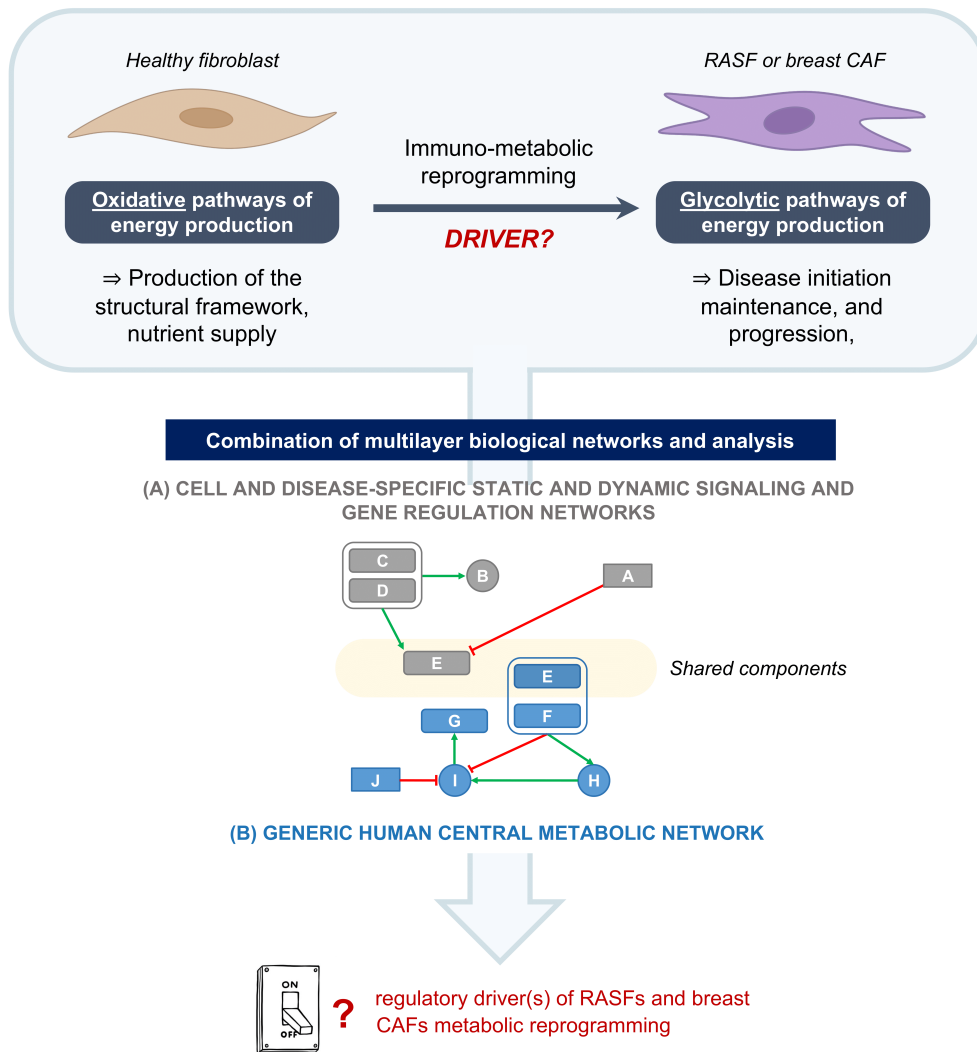 Healthy fibroblast
RASF or breast CAF
Immuno-metabolic
reprogramming
DRIVER?
Oxidative pathways of
energy production
Glycolytic pathways of
energy production
⇒ Production of the
structural framework,
nutrient supply
⇒ Disease initiation
maintenance, and
progression,
Combination of multilayer biological networks and analysis
(A) CELL AND DISEASE-SPECIFIC STATIC AND DYNAMIC SIGNALING AND
GENE REGULATION NETWORKS
C
D
B
A
E
Shared components
E
F
G
J
I
H
(B) GENERIC HUMAN CENTRAL METABOLIC NETWORK
ON
OFF
?
regulatory driver(s) of RASFs and breast
CAFs metabolic reprogramming